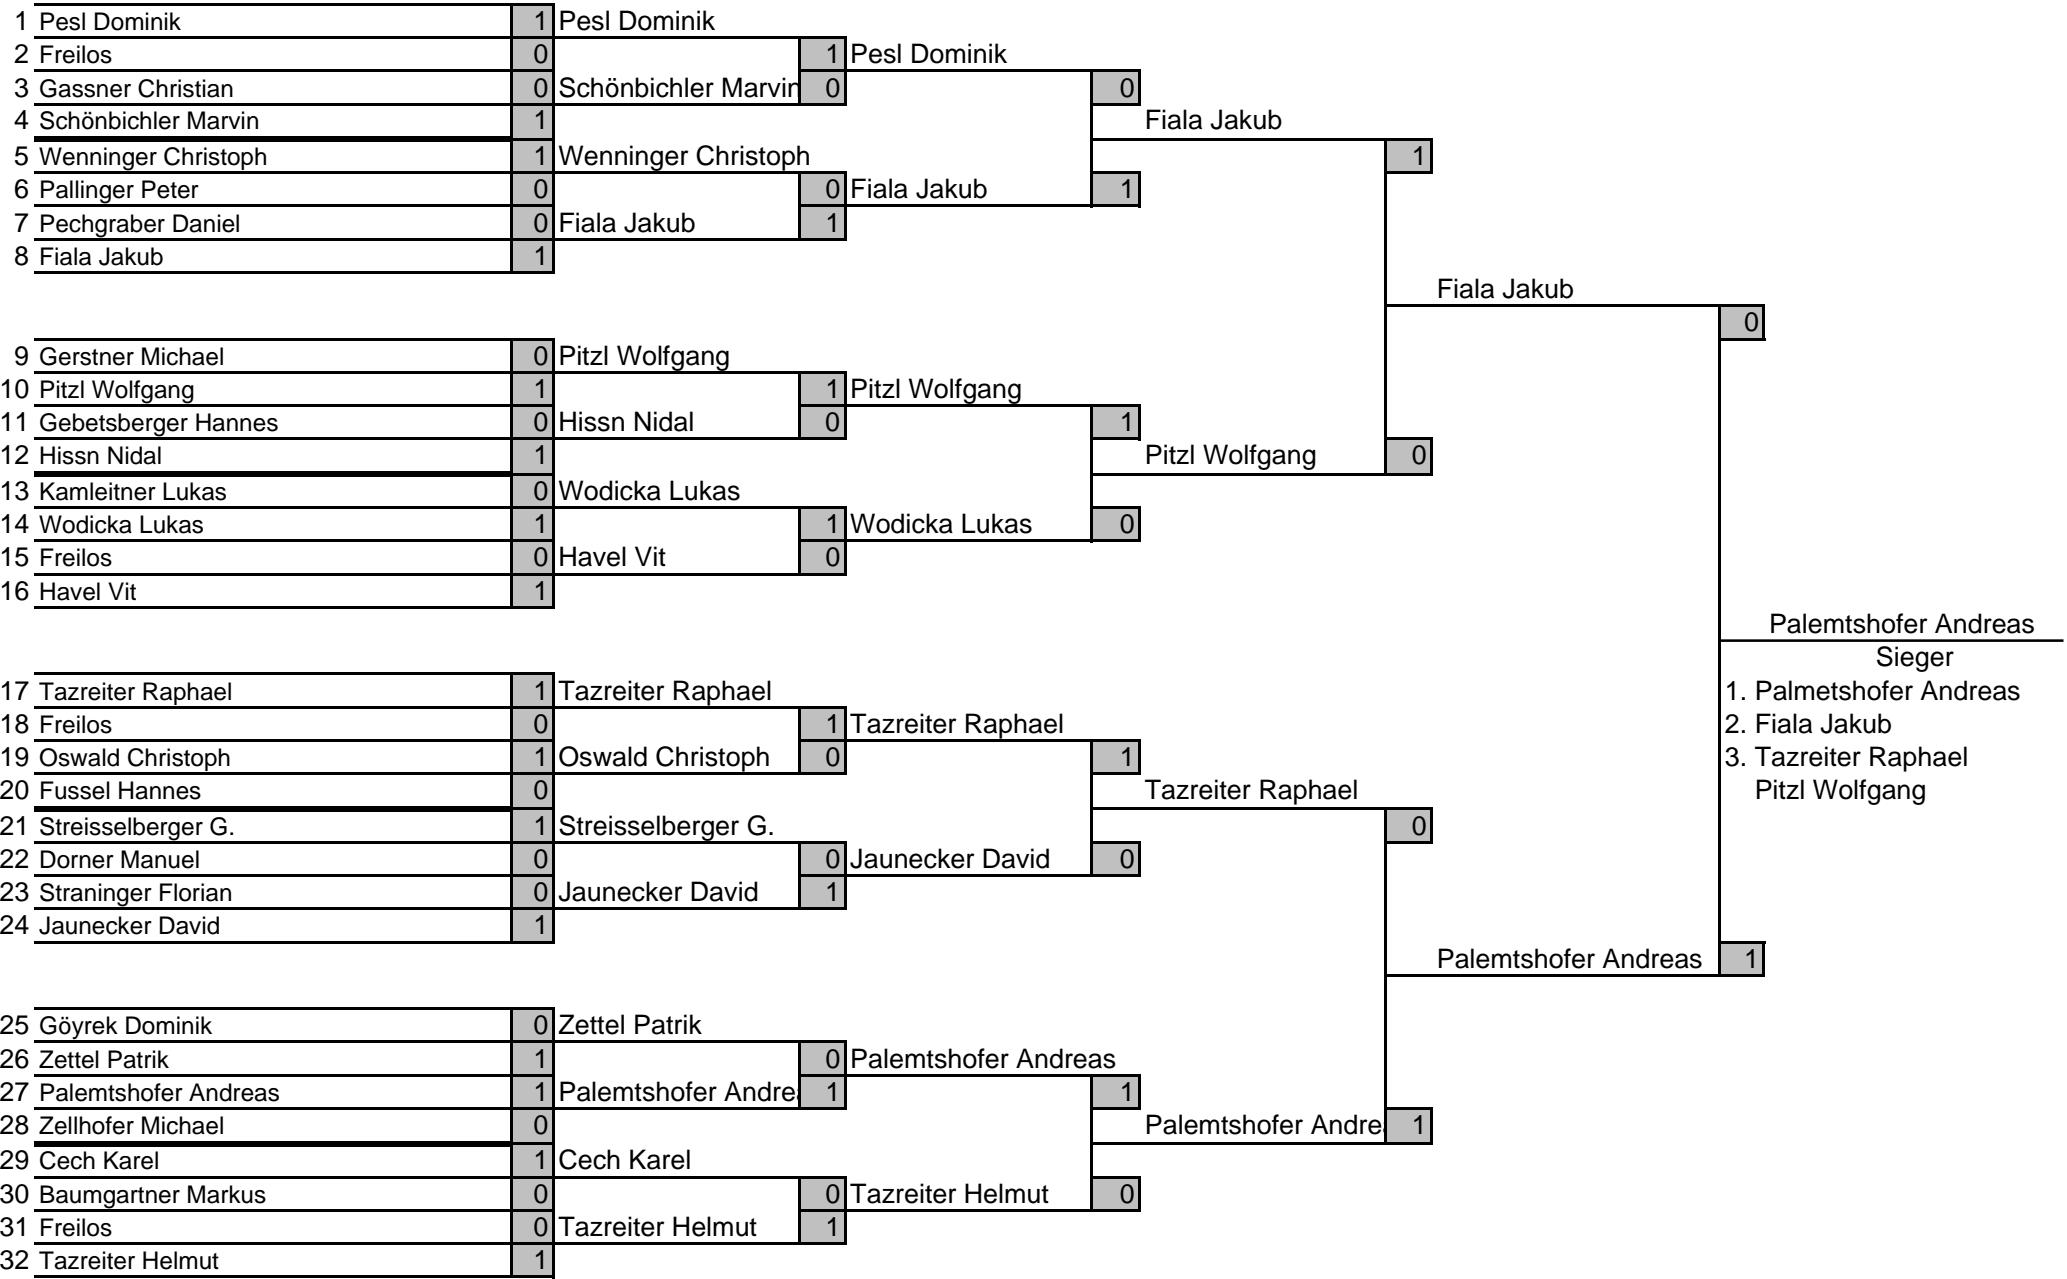 1 Pesl Dominik 1 Pesl Dominik
2 Freilos 0 1 Pesl Dominik
3 Gassner Christian 0 Schönbichler Marvin 0 0
4 Schönbichler Marvin 1 Fiala Jakub
5 Wenninger Christoph 1 Wenninger Christoph 1
6 Pallinger Peter 0 0 Fiala Jakub 1
7 Pechgraber Daniel 0 Fiala Jakub 1
8 Fiala Jakub 1
Fiala Jakub
0
9 Gerstner Michael 0 Pitzl Wolfgang
10 Pitzl Wolfgang 1 1 Pitzl Wolfgang
11 Gebetsberger Hannes 0 Hissn Nidal 0 1
12 Hissn Nidal 1 Pitzl Wolfgang 0
13 Kamleitner Lukas 0 Wodicka Lukas
14 Wodicka Lukas 1 1 Wodicka Lukas 0
15 Freilos 0 Havel Vit 0
16 Havel Vit 1
Palemtshofer Andreas
Sieger
17 Tazreiter Raphael 1 Tazreiter Raphael 1. Palmetshofer Andreas
18 Freilos 0 1 Tazreiter Raphael 2. Fiala Jakub
19 Oswald Christoph 1 Oswald Christoph 0 1 3. Tazreiter Raphael
20 Fussel Hannes 0 Tazreiter Raphael Pitzl Wolfgang
21 Streisselberger G. 1 Streisselberger G. 0
22 Dorner Manuel 0 0 Jaunecker David 0
23 Straninger Florian 0 Jaunecker David 1
24 Jaunecker David 1
Palemtshofer Andreas 1
25 Göyrek Dominik 0 Zettel Patrik
26 Zettel Patrik 1 0 Palemtshofer Andreas
27 Palemtshofer Andreas 1 Palemtshofer Andre 1 1
28 Zellhofer Michael 0 Palemtshofer Andre 1
29 Cech Karel 1 Cech Karel
30 Baumgartner Markus 0 0 Tazreiter Helmut 0
31 Freilos 0 Tazreiter Helmut 1
32 Tazreiter Helmut 1